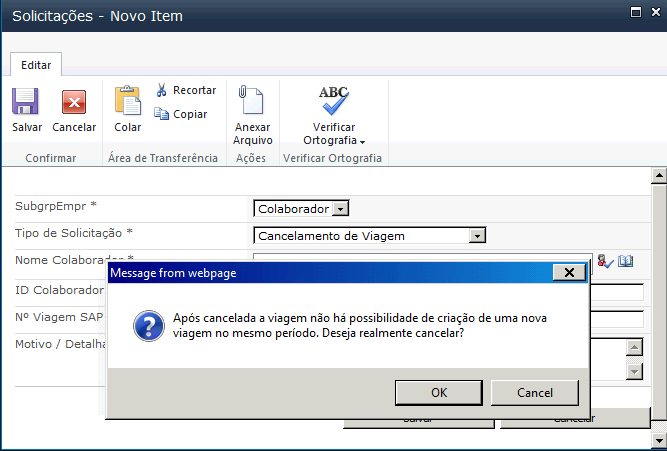 Solicitações - Novo Item
Editar
Salvar
Cancelar
Colar
Recortar
Copiar
Anexar
Arquivo
ABC
Verificar
Ortografia
Confirmar
Área de Transferência
Ações
Verificar Ortografia
SubgrpEmpr *
Colaborador
Tipo de Solicitação *
Cancelamento de Viagem
Nome Colaborador *
ID Colaborador
Nº Viagem SAP
Motivo / Detalha
Message from webpage
Após cancelada a viagem não há possibilidade de criação de uma nova
viagem no mesmo período. Deseja realmente cancelar?
OK
Cancel
Salvar
Cancelar